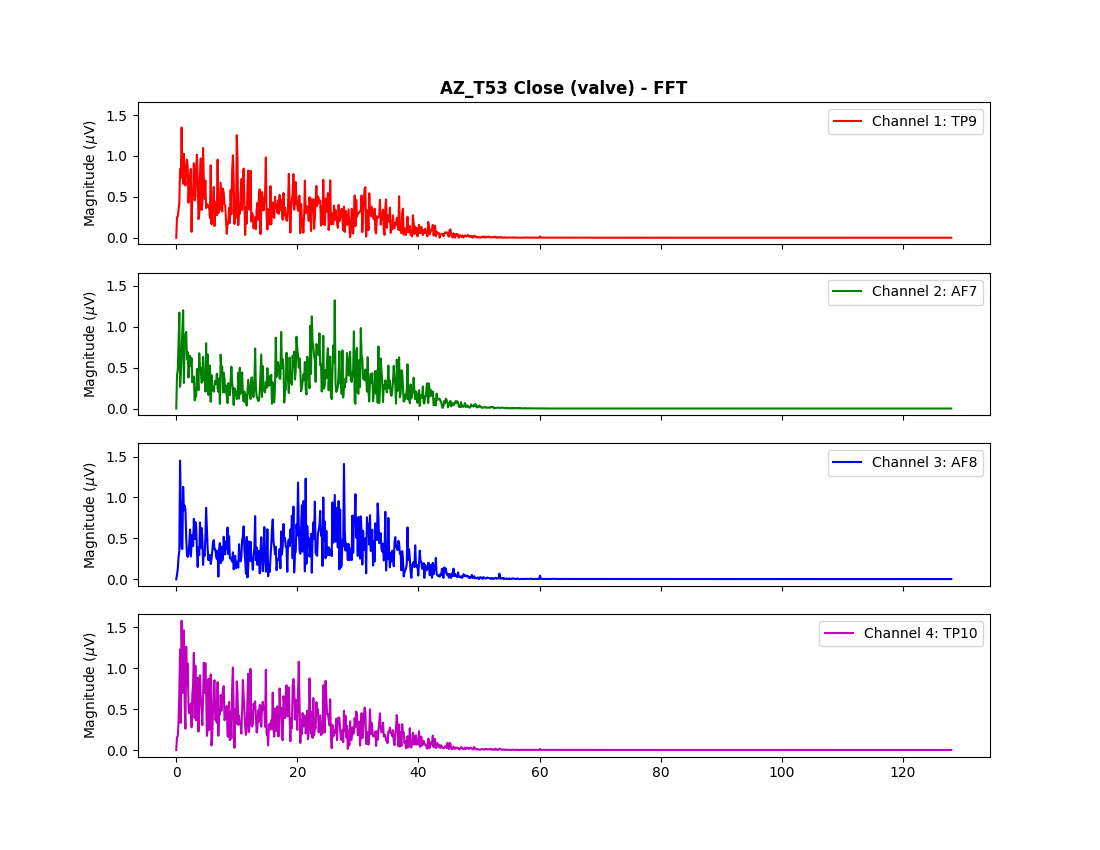 AZ_T53 Close (valve) - FFT
Magnitude (μV)
1.5
1.0
0.5
0.0
Channel 1: TP9
Magnitude (μV)
1.5
1.0
0.5
0.0
Channel 2: AF7
Magnitude (μV)
1.5
1.0
0.5
0.0
Channel 3: AF8
Magnitude (μV)
1.5
1.0
0.5
0.0
Channel 4: TP10
0 20 40 60 80 100 120